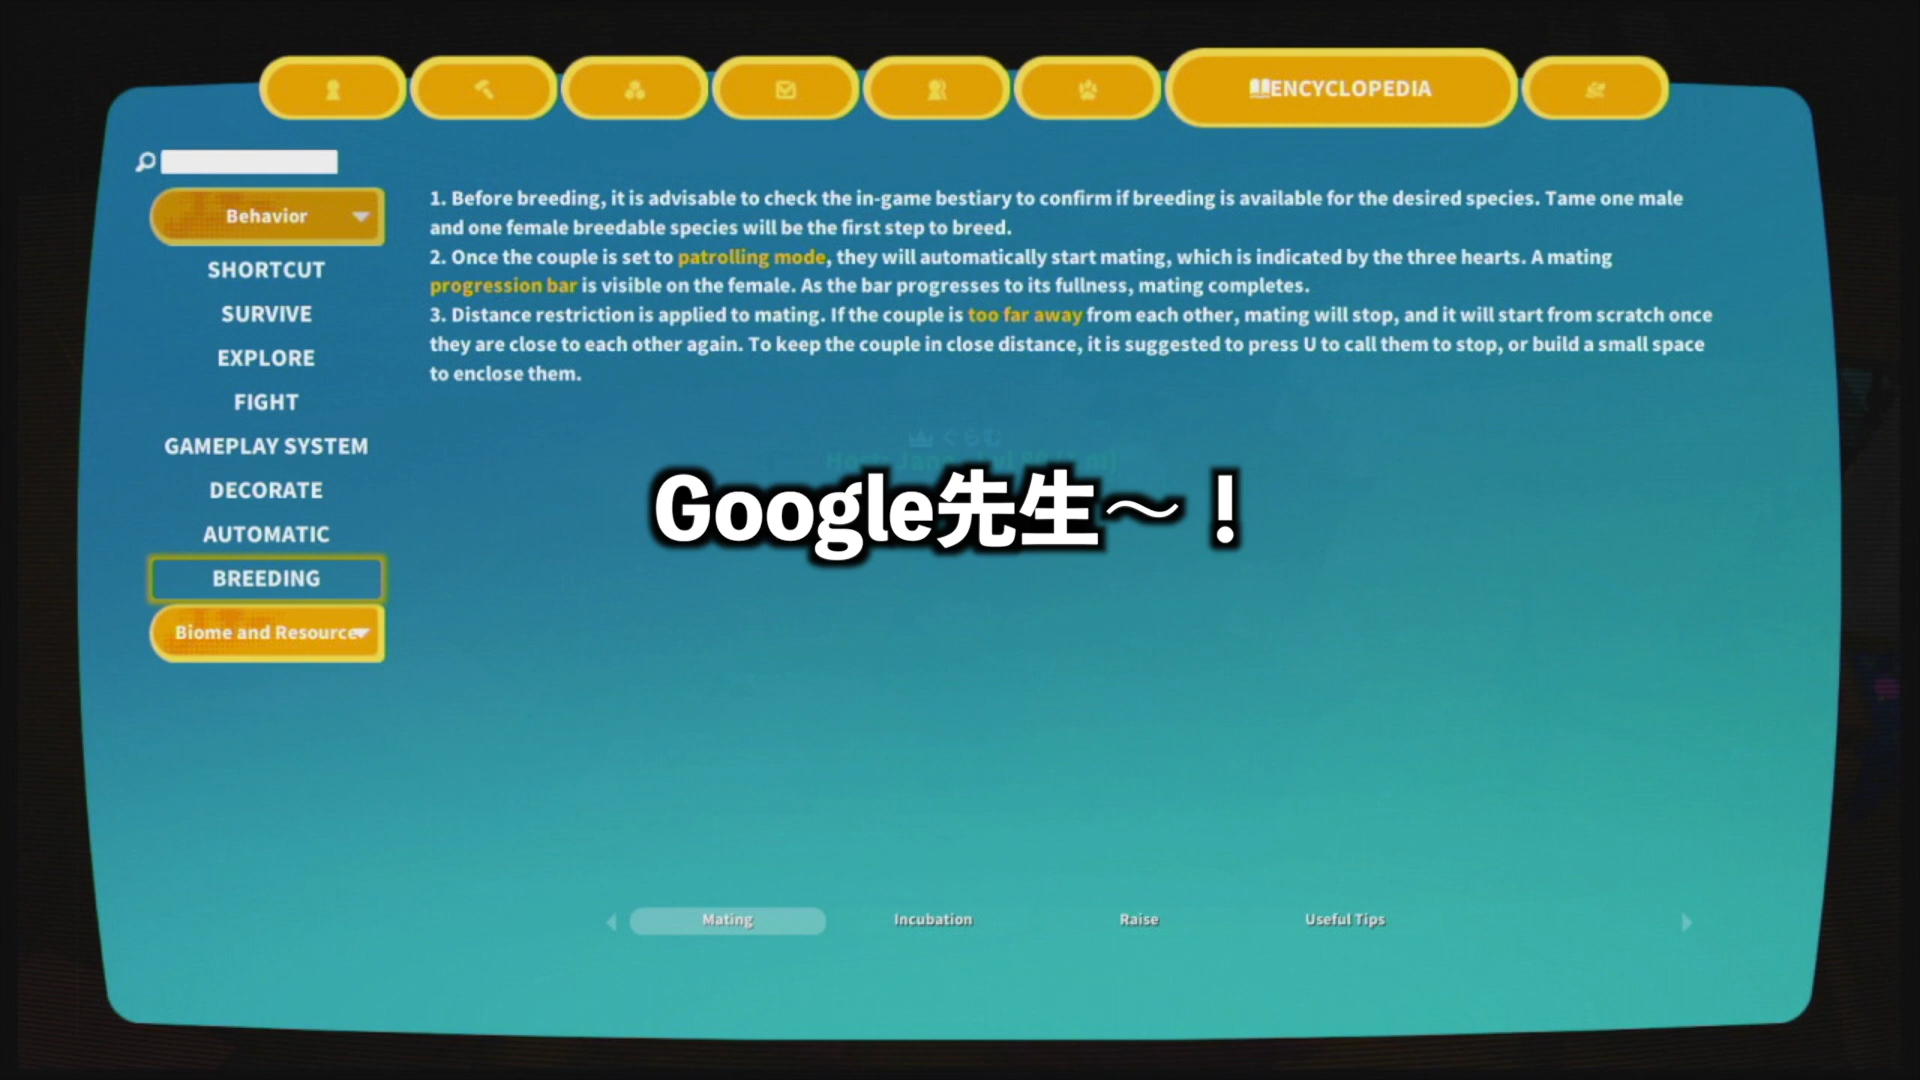 ENCYCLOPEDIA
Behavior
SHORTCUT
SURVIVE
EXPLORE
FIGHT
GAMEPLAY SYSTEM
DECORATE
AUTOMATIC
BREEDING
Biome and Resource
1. Before breeding, it is advisable to check the in-game bestiary to confirm if breeding is available for the desired species. Tame one male
and one female breedable species will be the first step to breed.
2. Once the couple is set to patrolling mode, they will automatically start mating, which is indicated by the three hearts. A mating
progression bar is visible on the female. As the bar progresses to its fullness, mating completes.
3. Distance restriction is applied to mating. If the couple is too far away from each other, mating will stop, and it will start from scratch once
they are close to each other again. To keep the couple in close distance, it is suggested to press U to call them to stop, or build a small space
to enclose them.
ぐらむ
Google先生～！
Mating
Incubation
Raise
Useful Tips